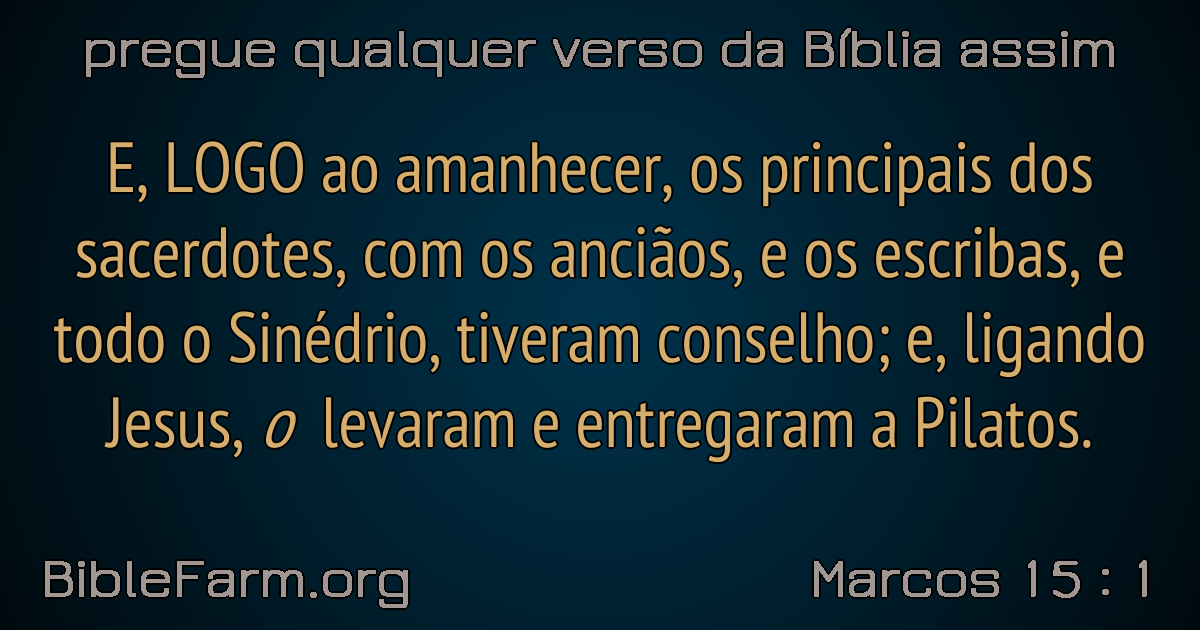 pregue qualquer verso da Bíblia assim
E, LOGO ao amanhecer, os principais dos
sacerdotes, com os anciãos, e os escribas, e
todo o Sinédrio, tiveram conselho; e, ligando
Jesus, o levaram e entregaram a Pilatos.
BibleFarm.org
Marcos 15 : 1